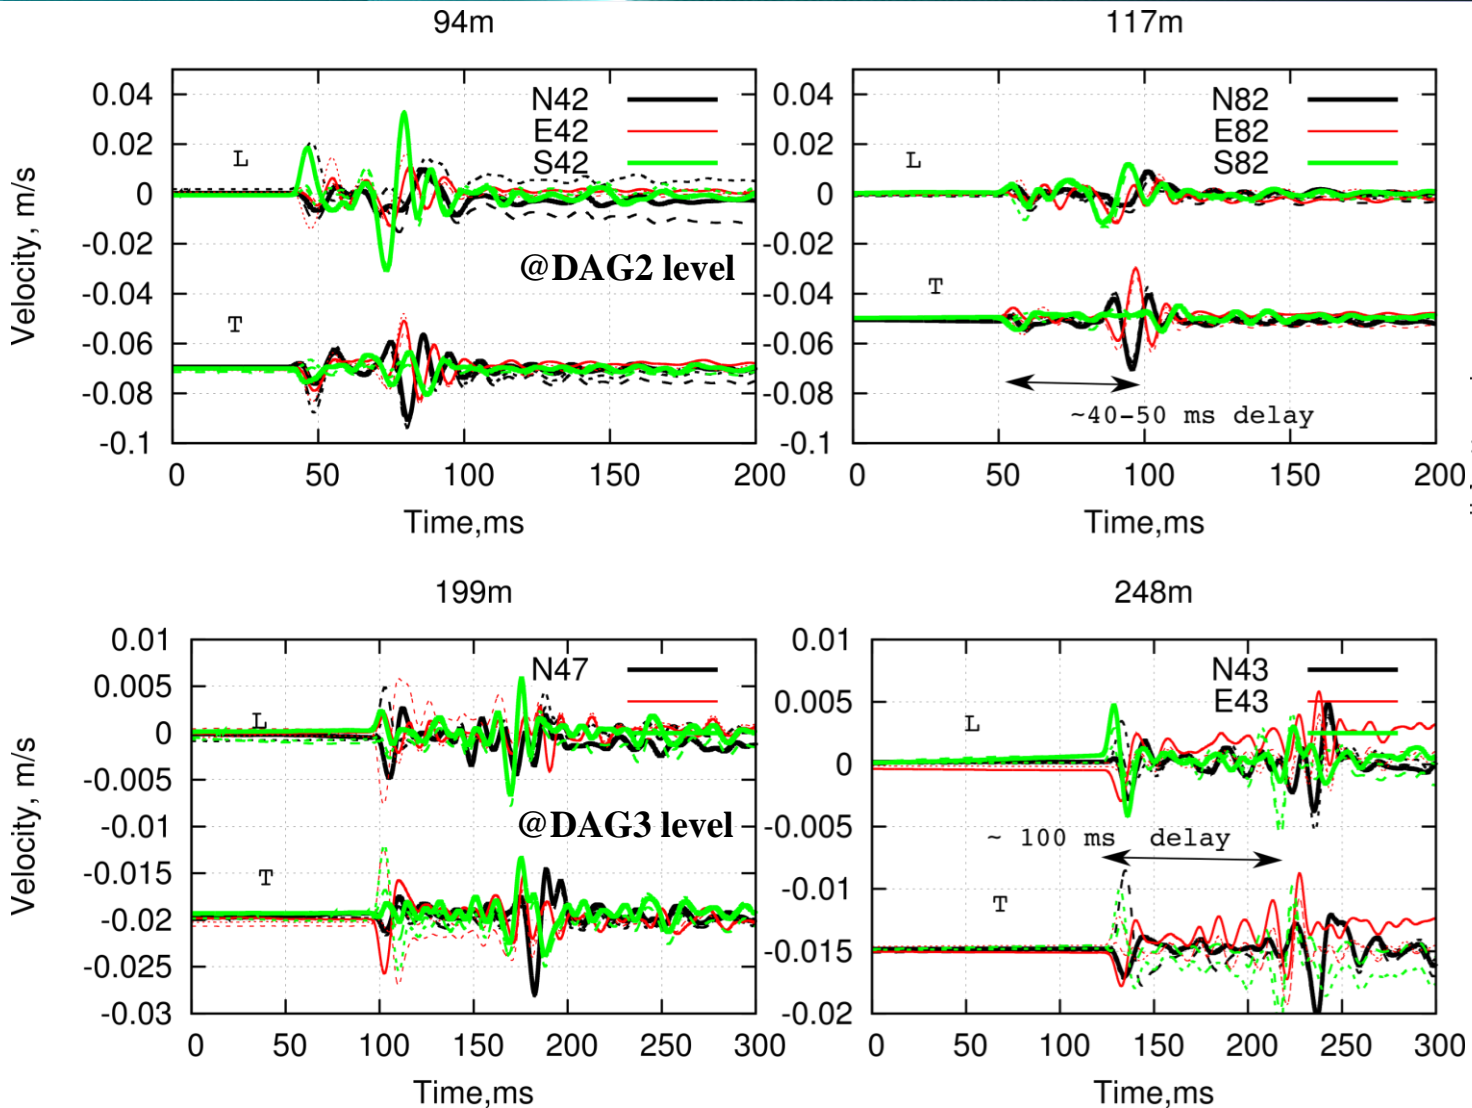 94m
0.04
0.02
0
-0.02
-0.04
-0.06
-0.08
-0.1
Velocity, m/s
L
T
N42
E42
S42
@DAG2 level
0 50 100 150 200
Time,ms
117m
0.04
0.02
0
-0.02
-0.04
-0.06
-0.08
-0.1
L
T
N82
E82
S82
~40-50 ms delay
0 50 100 150 200
Time,ms
199m
0.01
0.005
0
-0.005
-0.01
-0.015
-0.02
-0.025
-0.03
Velocity, m/s
L
T
N47
@DAG3 level
0 50 100 150 200 250 300
Time,ms
248m
0.01
0.005
0
-0.005
-0.01
-0.015
-0.02
L
T
N43
E43
~ 100 ms delay
0 50 100 150 200 250 300
Time,ms